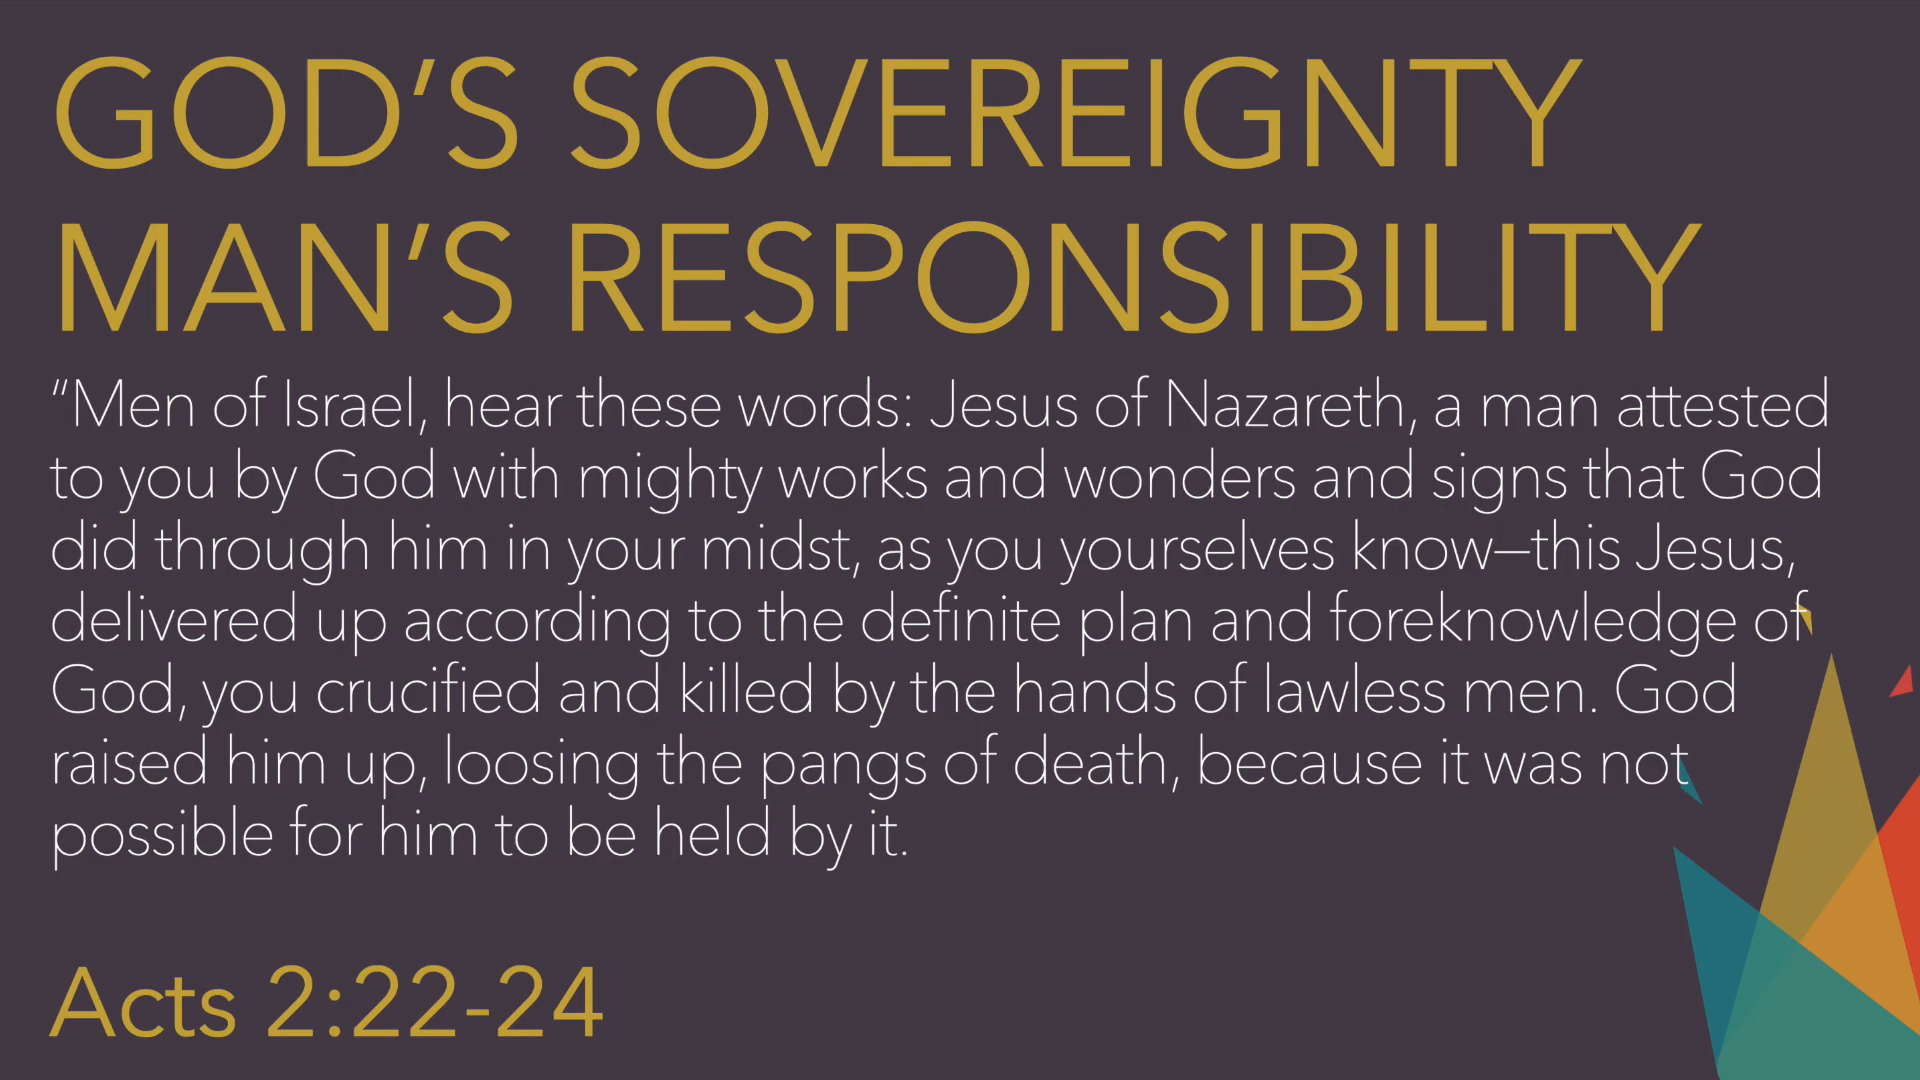 GOD’S SOVEREIGNTY
MAN’S RESPONSIBILITY
“Men of Israel, hear these words: Jesus of Nazareth, a man attested
to you by God with mighty works and wonders and signs that God
did through him in your midst, as you yourselves know—this Jesus,
delivered up according to the definite plan and foreknowledge of
God, you crucified and killed by the hands of lawless men. God
raised him up, loosing the pangs of death, because it was not
possible for him to be held by it.
Acts 2:22-24